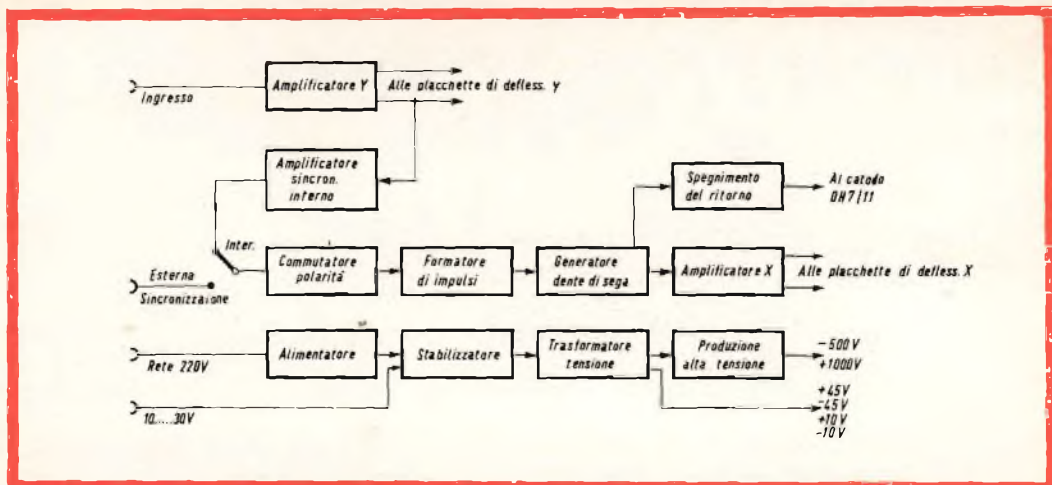 Ingresso
Amplificatore Y
Alle placchette di defless. y
Amplificatore
sincron.
interno
Spegnimento
del ritorno
Al catodo
DH7/11
Inter.
Esterna
Sincronizzaione
Commutatore
polarità
Formatore
di impulsi
Generatore
dente di sega
Amplificatore X
Alle placchette di defless. X
Rete 220V
Alimentatore
Stabilizzatore
Trasformatore
tensione
Produzione
alta tensione
-500V
+1000V
10.....30V
+45V
-45V
+10V
-10V